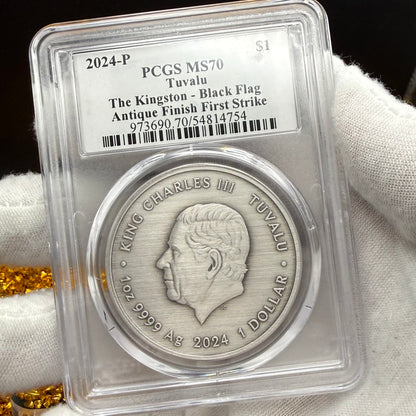 2024-P $1
PCGS MS70
Tuvalu
The Kingston - Black Flag
Antique Finish First Strike
973690.70/54814754
KING CHARLES III TUVALU
1oz 9999 Ag 2024 1 DOLLAR